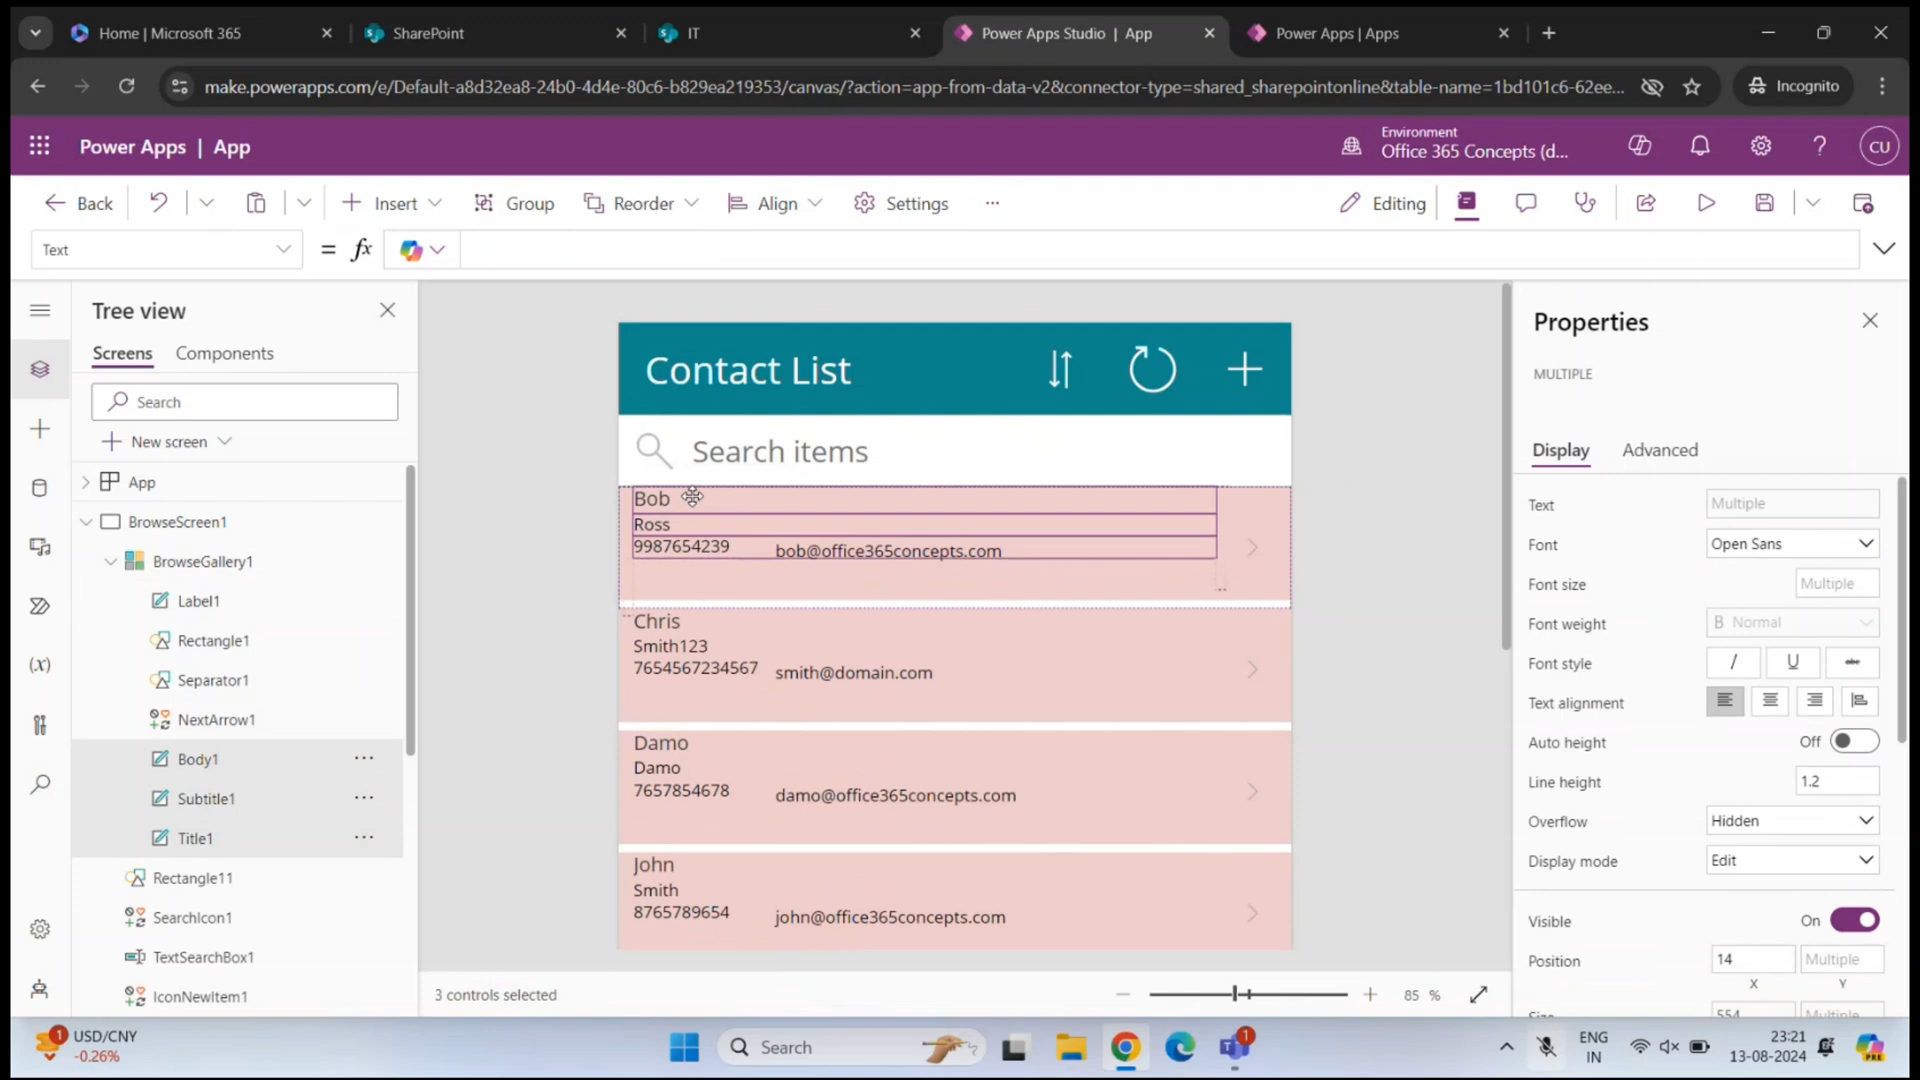 Home | Microsoft 365
SharePoint
IT
Power Apps Studio | App
Power Apps | Apps
make.powerapps.com/e/Default-a8d32ea8-24b0-4d4e-80c6-b829ea219353/canvas/?action=app-from-data-v2&connector-type=shared_sharepointonline&table-name=1bd101c6-62ee...
Incognito
Power Apps | App
Environment
Office 365 Concepts (d...
CU
Back
Insert
Group
Reorder
Align
Settings
...
Editing
Text
= fx
Tree view
Screens
Components
Search
New screen
App
BrowseScreen1
BrowseGallery1
Label1
Rectangle1
Separator1
NextArrow1
Body1
Subtitle1
Title1
Rectangle11
SearchIcon1
TextSearchBox1
IconNewItem1
Contact List
Search items
Bob
Ross
9987654239 bob@office365concepts.com
Chris
Smith123
7654567234567 smith@domain.com
Damo
Damo
7657854678 damo@office365concepts.com
John
Smith
8765789654 john@office365concepts.com
3 controls selected
85 %
Properties
MULTIPLE
Display
Advanced
Text Multiple
Font Open Sans
Font size Multiple
Font weight B Normal
Font style / U abc
Text alignment
Auto height Off
Line height 1.2
Overflow Hidden
Display mode Edit
Visible On
Position 14 Multiple
X Y
Size 554 Multiple
1
USD/CNY
-0.26%
Search
1
ENG
IN
23:21
13-08-2024
PRE